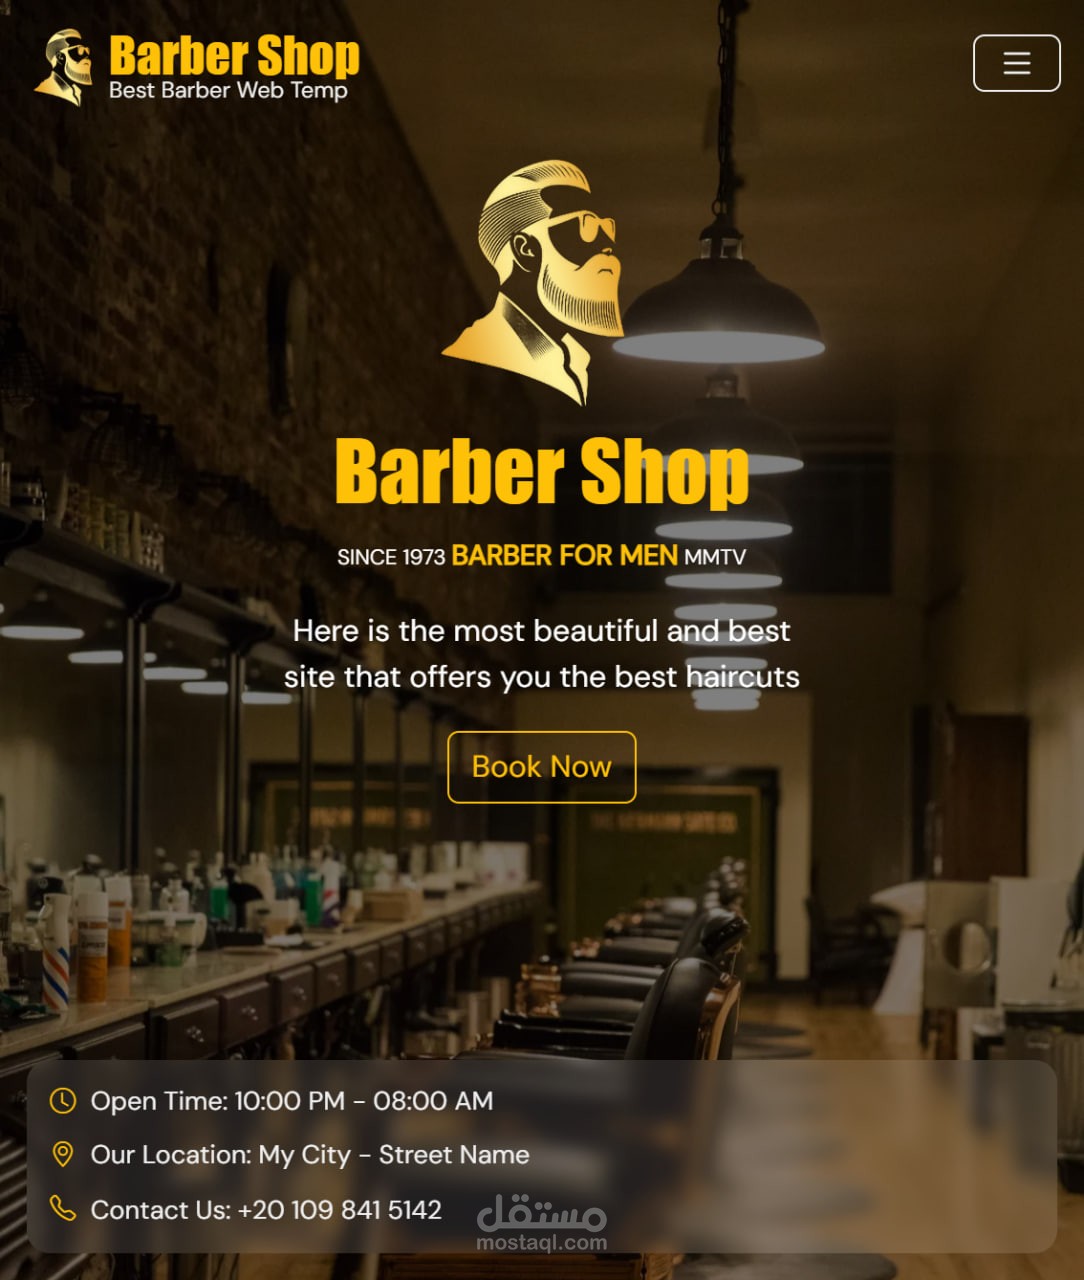 Barber Shop
Best Barber Web Temp
Barber Shop
SINCE 1973 BARBER FOR MEN MMTV
Here is the most beautiful and best
site that offers you the best haircuts
Book Now
Open Time: 10:00 PM – 08:00 AM
Our Location: My City – Street Name
Contact Us: +20 109 841 5142
مستقل
mostaql.com